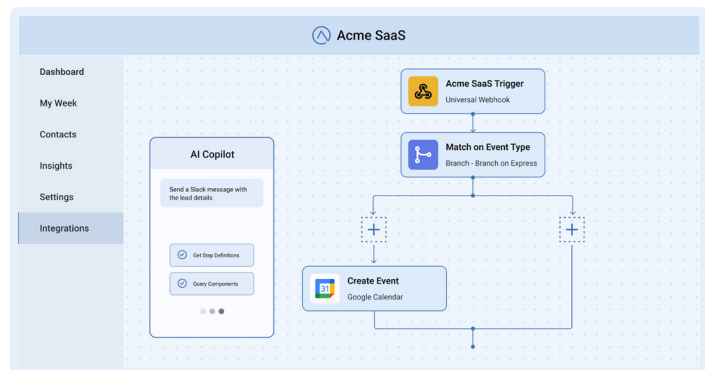 Acme SaaS
Dashboard
My Week
Contacts
Insights
Settings
Integrations
AI Copilot
Send a Slack message with
the lead details
Get Step Definitions
Query Components
Acme SaaS Trigger
Universal Webhook
Match on Event Type
Branch - Branch on Express
Create Event
Google Calendar
31